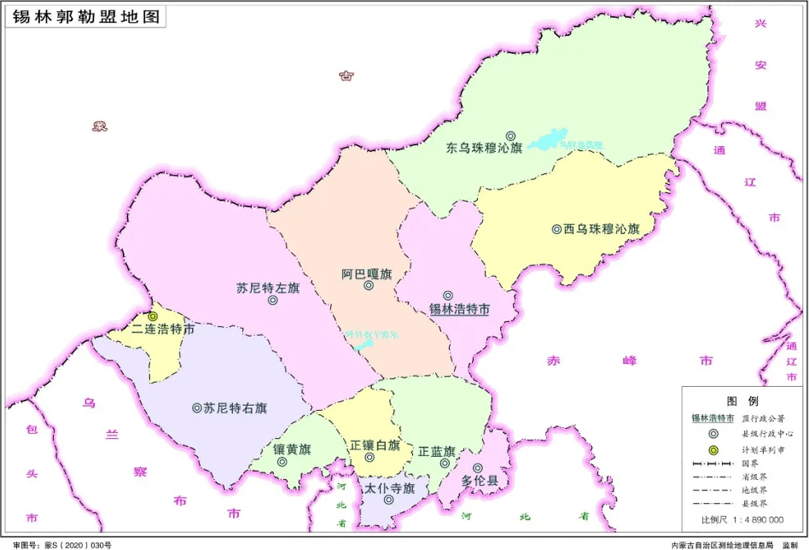 锡林郭勒盟地图
兴安盟
古
蒙
东乌珠穆沁旗
通辽市
西乌珠穆沁旗
阿巴嘎旗
苏尼特左旗
锡林浩特市
二连浩特市
通辽市
赤峰市
乌兰察布市
苏尼特右旗
包头市
镶黄旗
正镶白旗
正蓝旗
多伦县
太仆寺旗
河北省
河北省
图例
锡林浩特市 盟行政公署
县级行政中心
计划单列市
国界
省级界
地级界
县级界
比例尺 1:4 890 000
审图号：蒙S（2020）030号
内蒙古自治区测绘地理信息局 监制